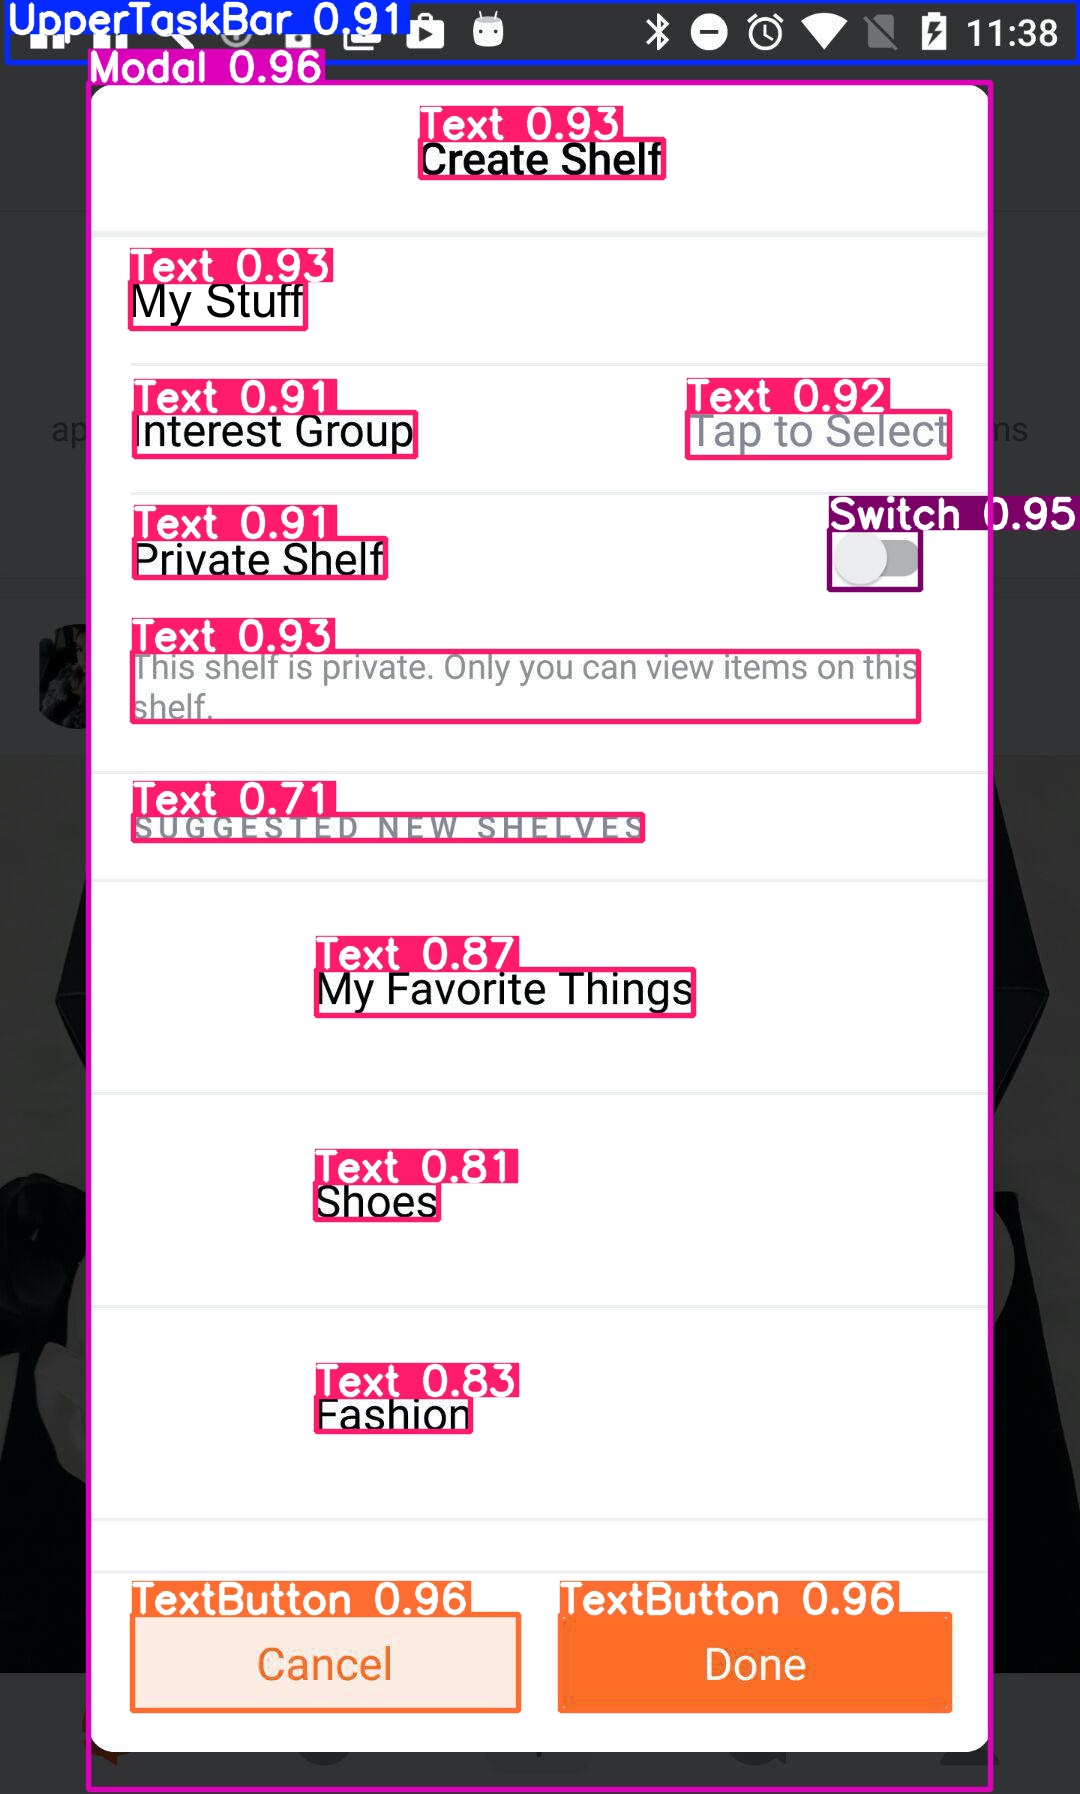 UpperTaskBar 0.91
11:38
Modal 0.96
Text 0.93
Create Shelf
Text 0.93
My Stuff
Text 0.91
Text 0.92
ap
Interest Group
Tap to Select
ms
Text 0.91
Switch 0.95
Private Shelf
Text 0.93
This shelf is private. Only you can view items on this
shelf.
Text 0.71
SUGGESTED NEW SHELVES
Text 0.87
My Favorite Things
Text 0.81
Shoes
Text 0.83
Fashion
TextButton 0.96
TextButton 0.96
Cancel
Done